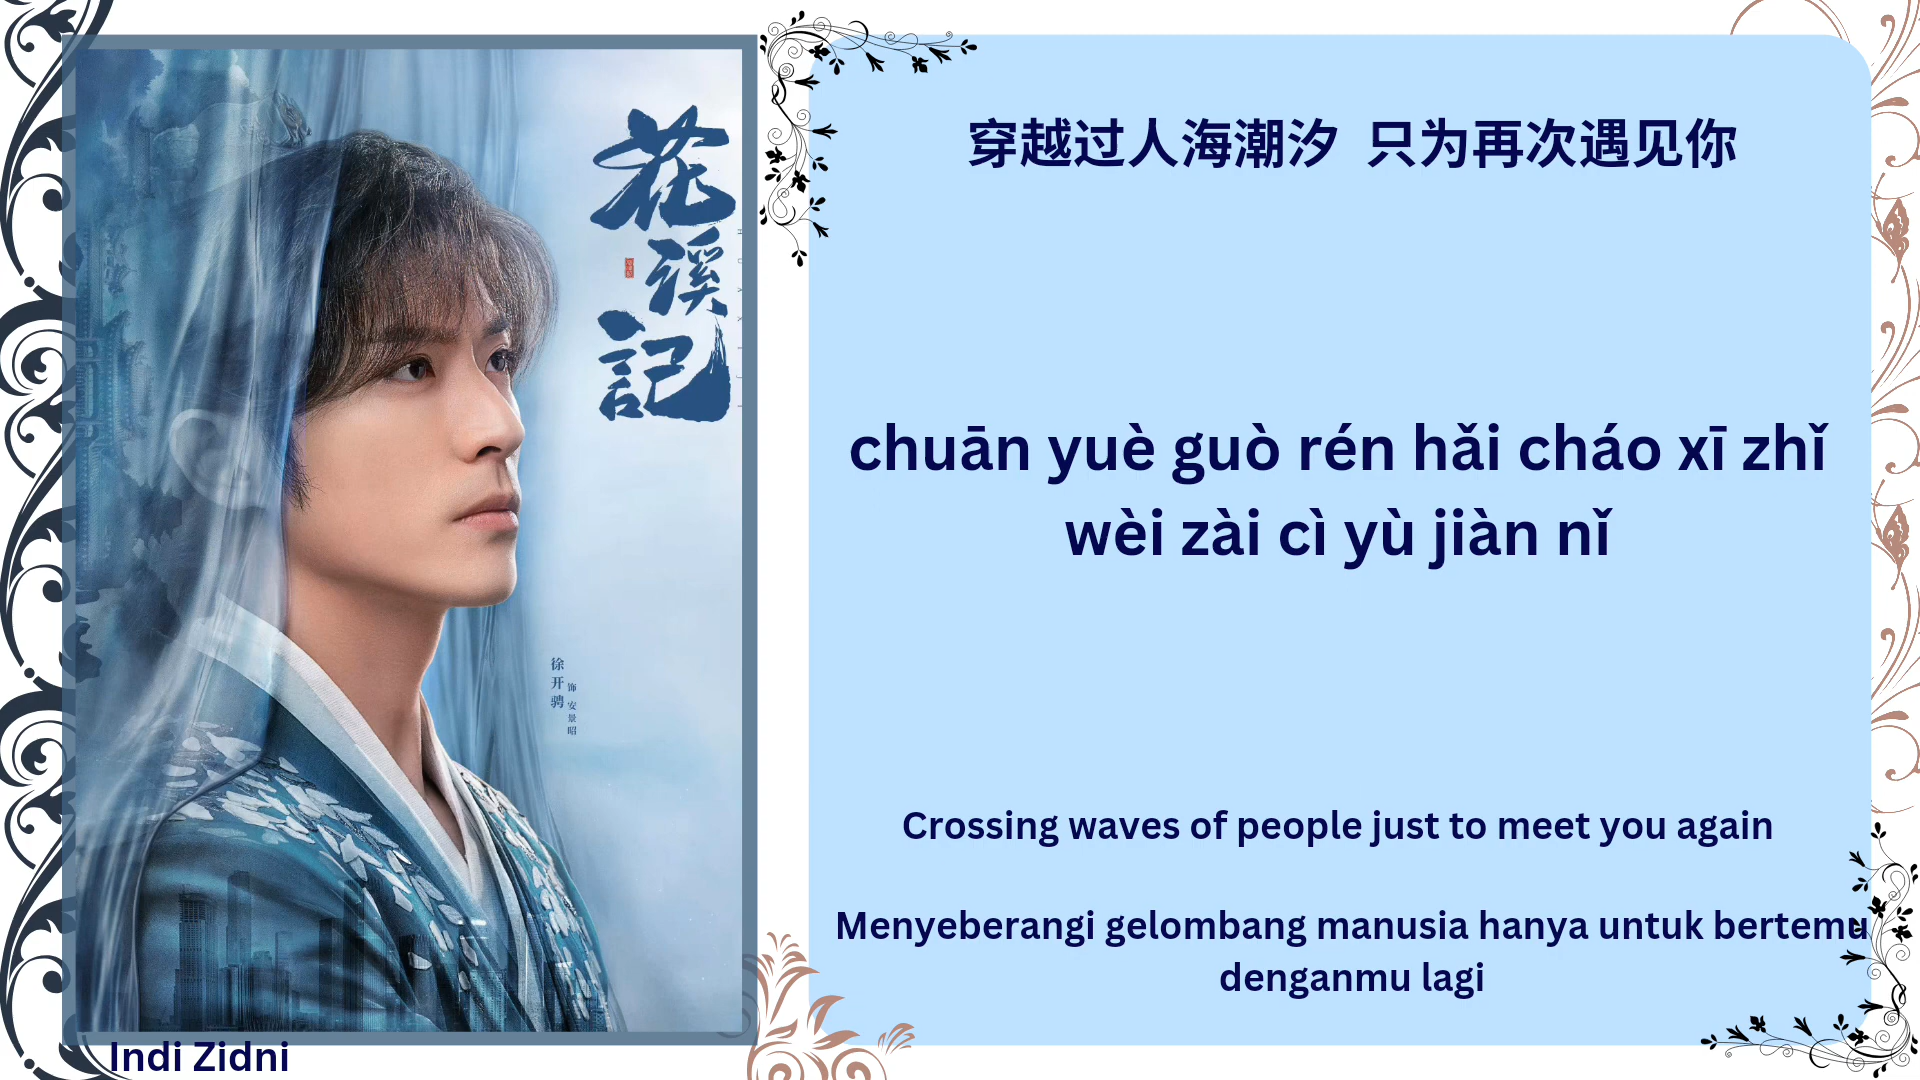 花
溪
記
徐开骋
饰 安景昭
穿越过人海潮汐 只为再次遇见你
chuān yuè guò rén hǎi cháo xī zhǐ
wèi zài cì yù jiàn nǐ
Crossing waves of people just to meet you again
Menyeberangi gelombang manusia hanya untuk bertemu
denganmu lagi
Indi Zidni